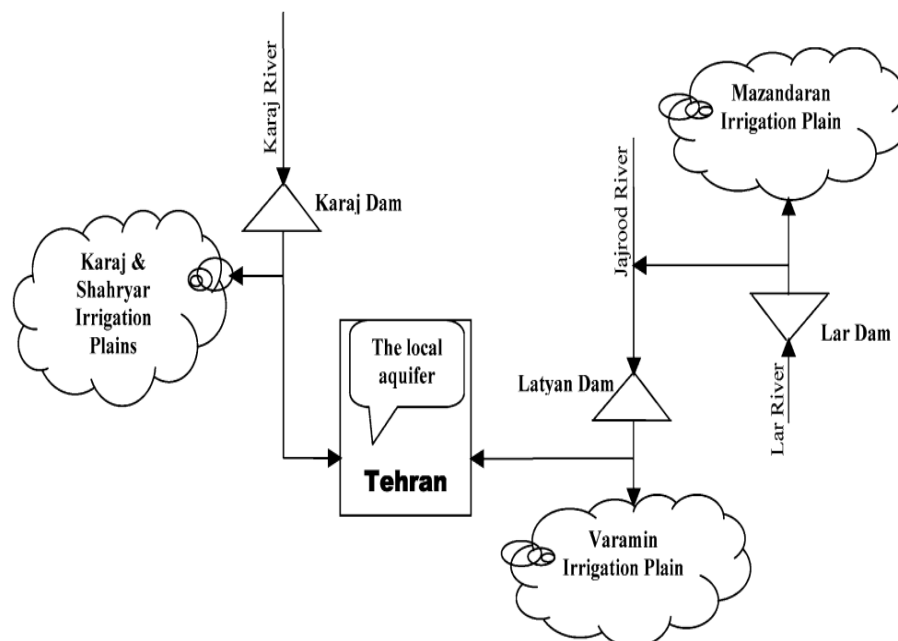 Karaj River
Karaj Dam
Karaj &
Shahryar
Irrigation
Plains
The local
aquifer
Tehran
Jajrood River
Latyan Dam
Mazandaran
Irrigation Plain
Lar Dam
Lar River
Varamin
Irrigation Plain